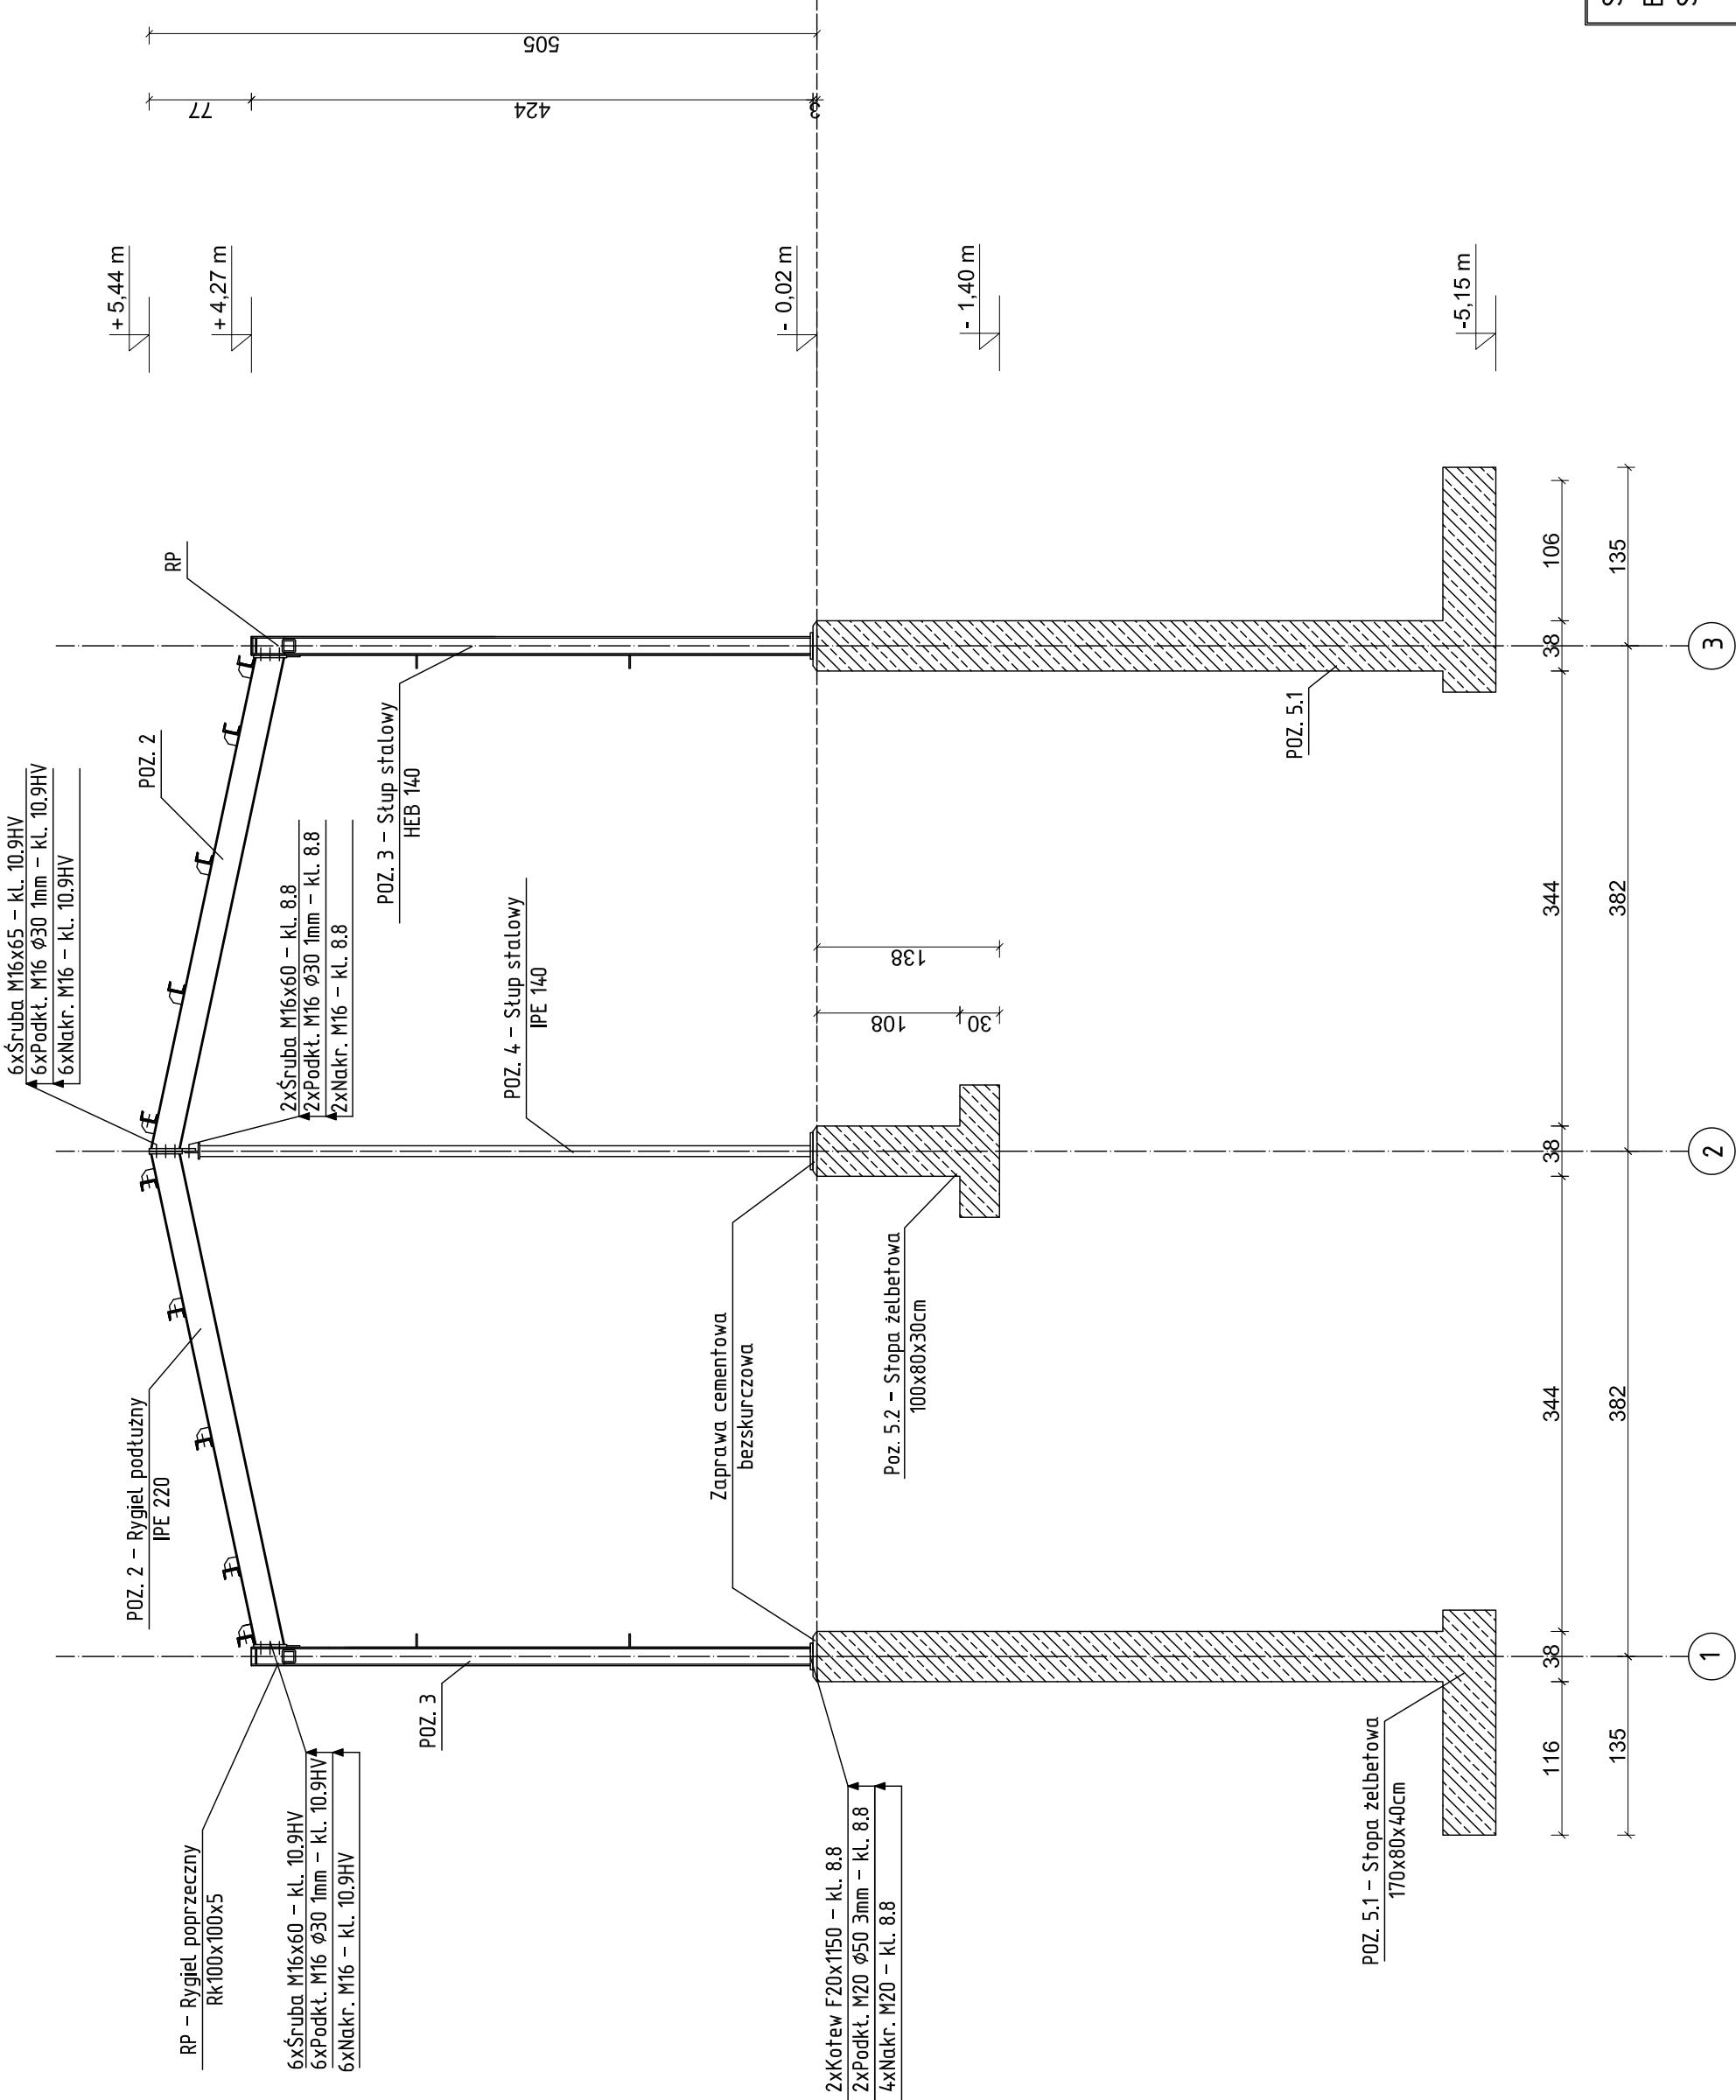 6xŚruba M16x65 - kl. 10.9HV
6xPodkł. M16 Ø30 1mm - kl. 10.9HV
6xNakr. M16 - kl. 10.9HV
POZ. 2
RP
+ 5,44 m
+ 4,27 m
- 0,02 m
- 1,40 m
-5,15 m
77
424
3
505
POZ. 2 - Rygiel podłużny
IPE 220
2xŚruba M16x60 - kl. 8.8
2xPodkł. M16 Ø30 1mm - kl. 8.8
2xNakr. M16 - kl. 8.8
POZ. 3 - Słup stalowy
HEB 140
POZ. 4 - Słup stalowy
IPE 140
RP - Rygiel poprzeczny
Rk100x100x5
6xŚruba M16x60 - kl. 10.9HV
6xPodkł. M16 Ø30 1mm - kl. 10.9HV
6xNakr. M16 - kl. 10.9HV
POZ. 3
Zaprawa cementowa
bezskurczowa
2xKotew F20x1150 - kl. 8.8
2xPodkł. M20 Ø50 3mm - kl. 8.8
4xNakr. M20 - kl. 8.8
Poz. 5.2 - Stopa żelbetowa
100x80x30cm
108
30
138
POZ. 5.1
POZ. 5.1 - Stopa żelbetowa
170x80x40cm
116
38
344
38
344
38
106
135
382
382
135
1
2
3